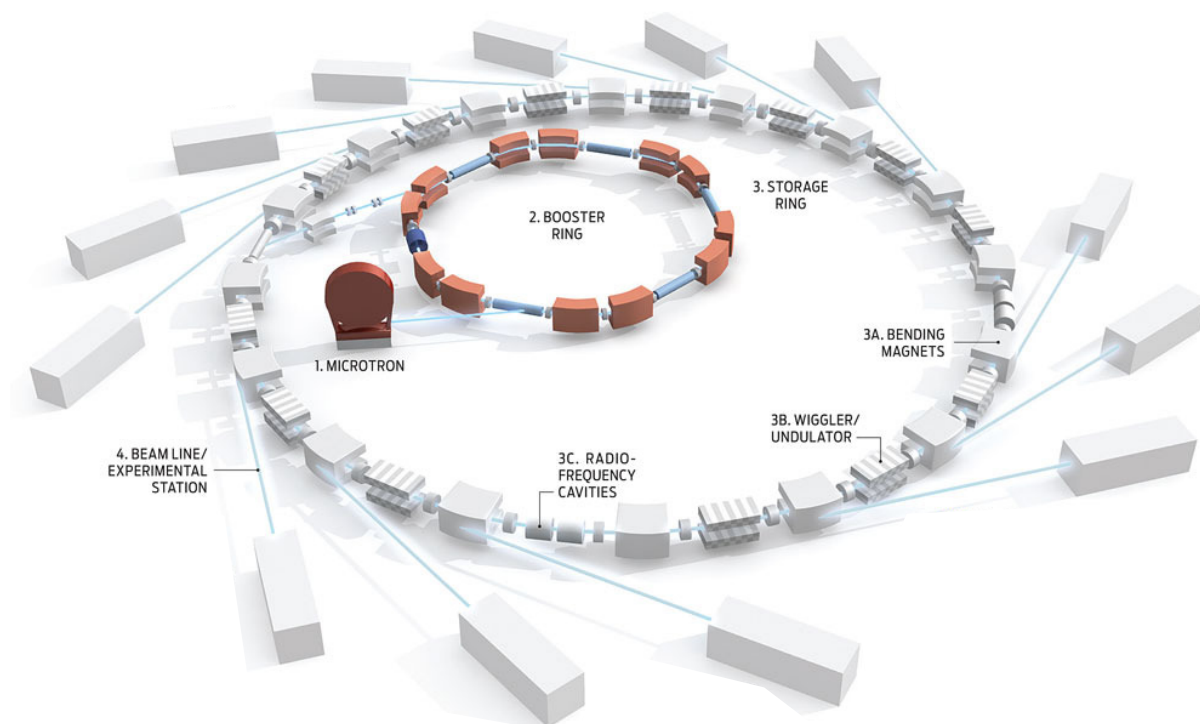 2. BOOSTER
RING
3. STORAGE
RING
1. MICROTRON
3A. BENDING
MAGNETS
3B. WIGGLER/
UNDULATOR
3C. RADIO-
FREQUENCY
CAVITIES
4. BEAM LINE/
EXPERIMENTAL
STATION